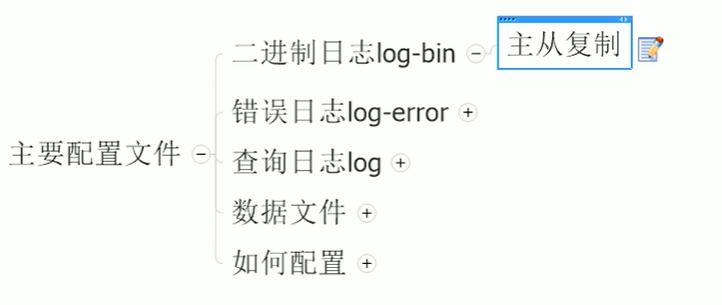 二进制日志log-bin
主从复制
错误日志log-error
主要配置文件
查询日志log
数据文件
如何配置